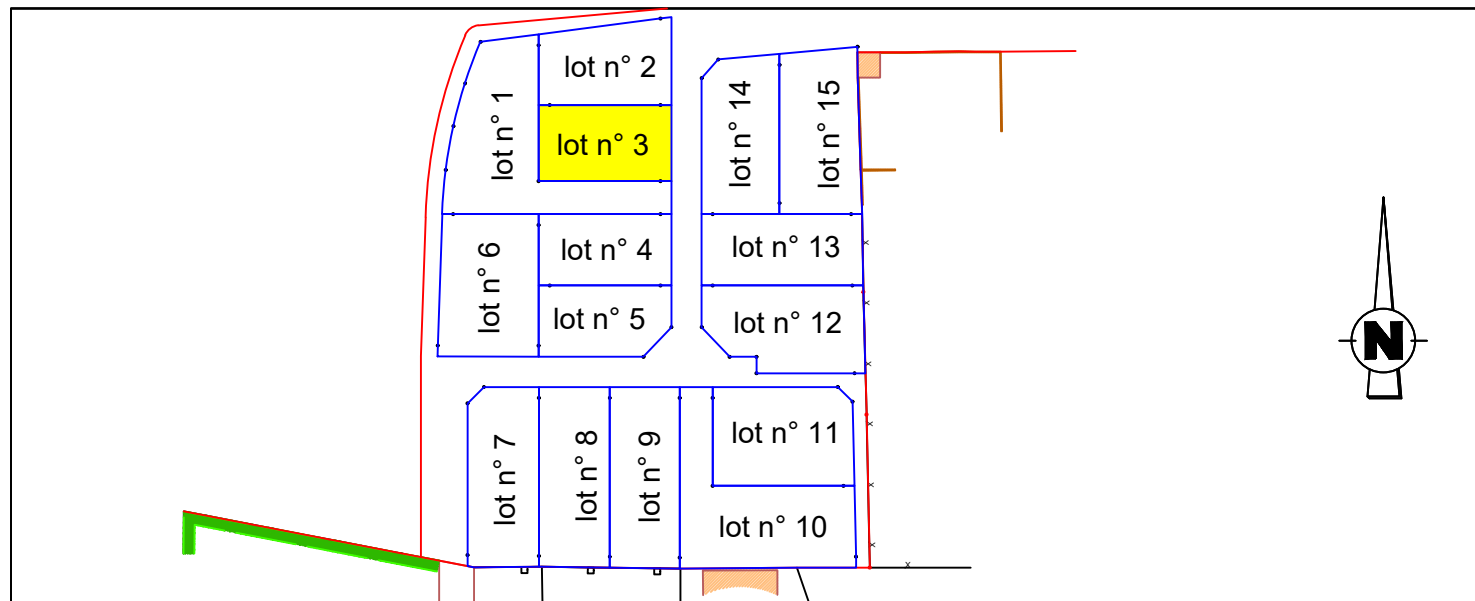 lot n° 2
lot n° 1
lot n° 3
lot n° 14
lot n° 15
lot n° 6
lot n° 4
lot n° 13
lot n° 5
lot n° 12
N
lot n° 7
lot n° 8
lot n° 9
lot n° 11
lot n° 10